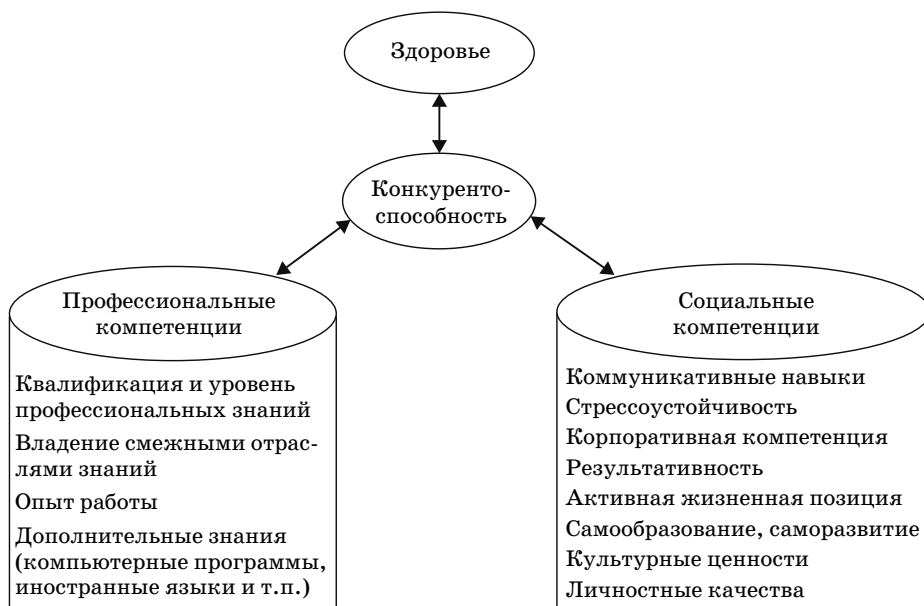 Здоровье
Конкуренто-
способность
Профессиональные
компетенции
Квалификация и уровень
профессиональных знаний
Владение смежными отрас-
лями знаний
Опыт работы
Дополнительные знания
(компьютерные программы,
иностранные языки и т.п.)
Социальные
компетенции
Коммуникативные навыки
Стрессоустойчивость
Корпоративная компетенция
Результативность
Активная жизненная позиция
Самообразование, саморазвитие
Культурные ценности
Личностные качества